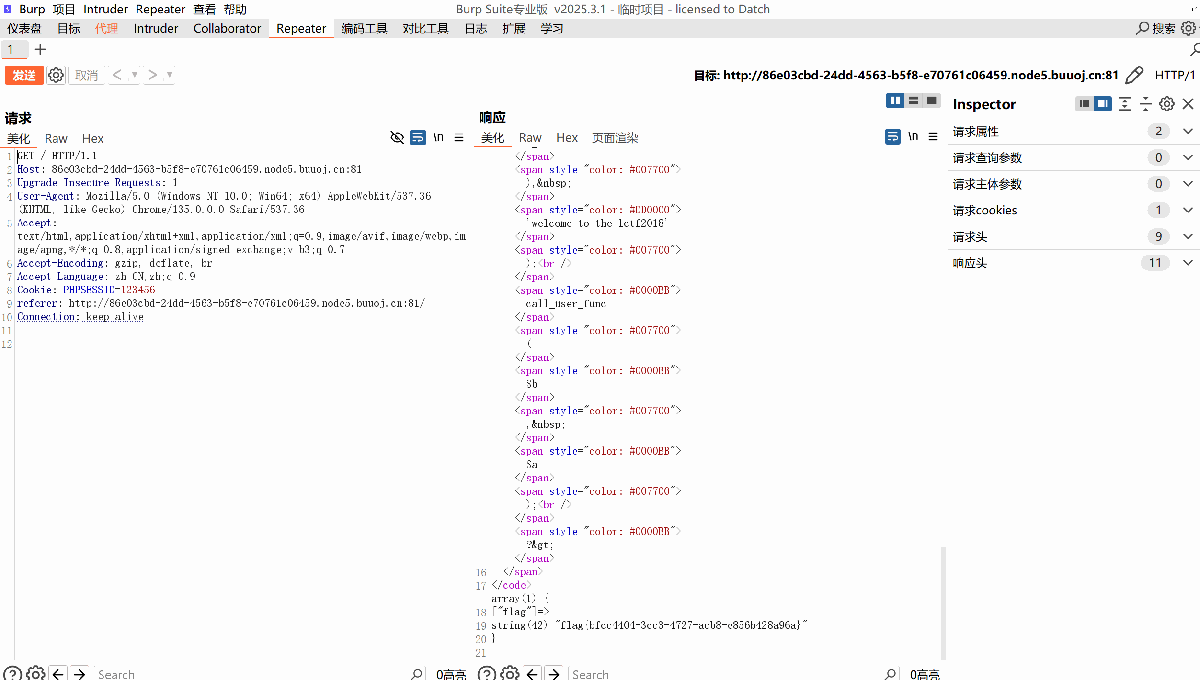 Burp 项目 Intruder Repeater 查看 帮助 Burp Suite专业版 v2025.3.1 - 临时项目 - licensed to Datch
仪表盘 目标 代理 Intruder Collaborator Repeater 编码工具 对比工具 日志 扩展 学习 搜索
1 +
发送 取消 < > 目标: http://86e03cbd-24dd-4563-b5f8-e70761c06459.node5.buuoj.cn:81 HTTP/1
请求
美化 Raw Hex \n
1 GET / HTTP/1.1
2 Host: 86e03cbd-24dd-4563-b5f8-e70761c06459.node5.buuoj.cn:81
3 Upgrade-Insecure-Requests: 1
4 User-Agent: Mozilla/5.0 (Windows NT 10.0; Win64; x64) AppleWebKit/537.36
(KHTML, like Gecko) Chrome/135.0.0.0 Safari/537.36
5 Accept:
text/html,application/xhtml+xml,application/xml;q=0.9,image/avif,image/webp,im
age/apng,*/*;q=0.8,application/signed-exchange;v=b3;q=0.7
6 Accept-Encoding: gzip, deflate, br
7 Accept-Language: zh-CN,zh;q=0.9
8 Cookie: PHPSESSID=123456
9 referer: http://86e03cbd-24dd-4563-b5f8-e70761c06459.node5.buuoj.cn:81/
10 Connection: keep-alive
11
12
Search 0高亮
响应
美化 Raw Hex 页面渲染 \n
</span>
<span style="color: #007700">
),&nbsp;
</span>
<span style="color: #DD0000">
'welcome_to_the_lctf2018'
</span>
<span style="color: #007700">
);<br />
</span>
<span style="color: #0000BB">
call_user_func
</span>
<span style="color: #007700">
(
</span>
<span style="color: #0000BB">
$b
</span>
<span style="color: #007700">
,&nbsp;
</span>
<span style="color: #0000BB">
$a
</span>
<span style="color: #007700">
);<br />
</span>
<span style="color: #0000BB">
?&gt;
</span>
16 </span>
17 </code>
array(1) {
18 ["flag"]=>
19 string(42) "flag{bfcc4404-3cc3-4727-acb8-e856b428a96a}"
20 }
21
Search 0高亮
Inspector
请求属性 2
请求查询参数 0
请求主体参数 0
请求cookies 1
请求头 9
响应头 11